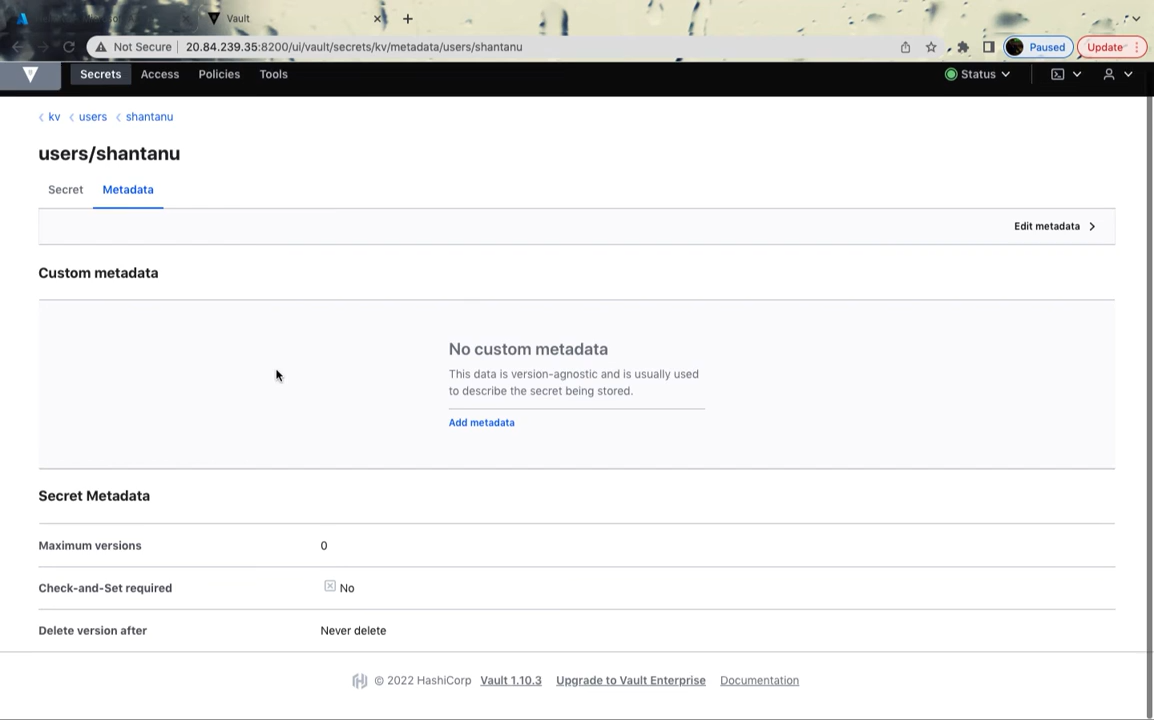 Vault
Not Secure 20.84.239.35:8200/ui/vault/secrets/kv/metadata/users/shantanu Paused Update
Secrets Access Policies Tools Status
kv users shantanu
users/shantanu
Secret Metadata
Edit metadata
Custom metadata
No custom metadata
This data is version-agnostic and is usually used
to describe the secret being stored.
Add metadata
Secret Metadata
Maximum versions 0
Check-and-Set required No
Delete version after Never delete
© 2022 HashiCorp Vault 1.10.3 Upgrade to Vault Enterprise Documentation